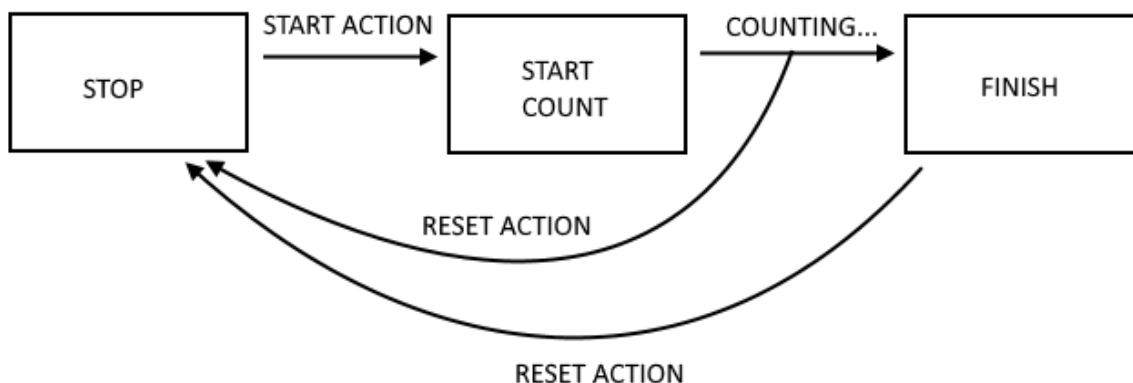 START ACTION
COUNTING...
STOP
START
COUNT
FINISH
RESET ACTION
RESET ACTION